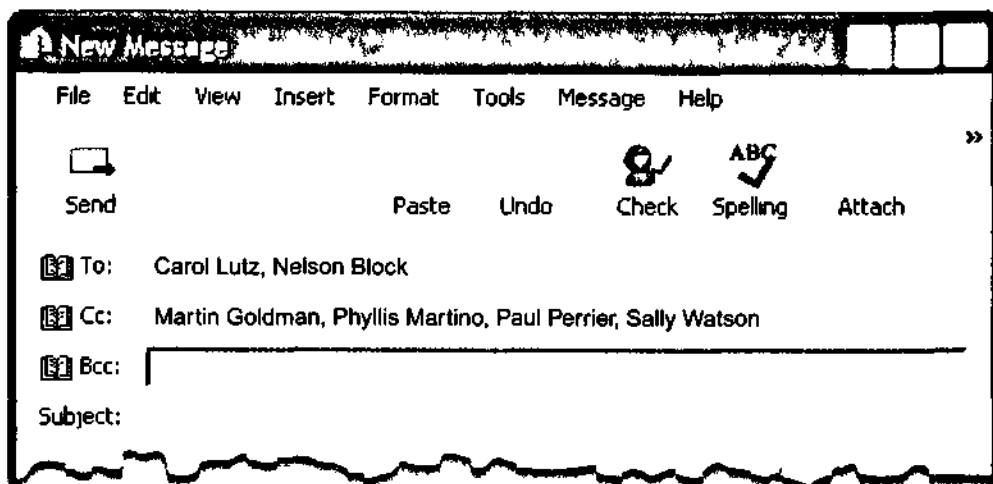 New Message
File Edit View Insert Format Tools Message Help
»
ABC
Send Paste Undo Check Spelling Attach
To: Carol Lutz, Nelson Block
Cc: Martin Goldman, Phyllis Martino, Paul Perrier, Sally Watson
Bcc:
Subject: